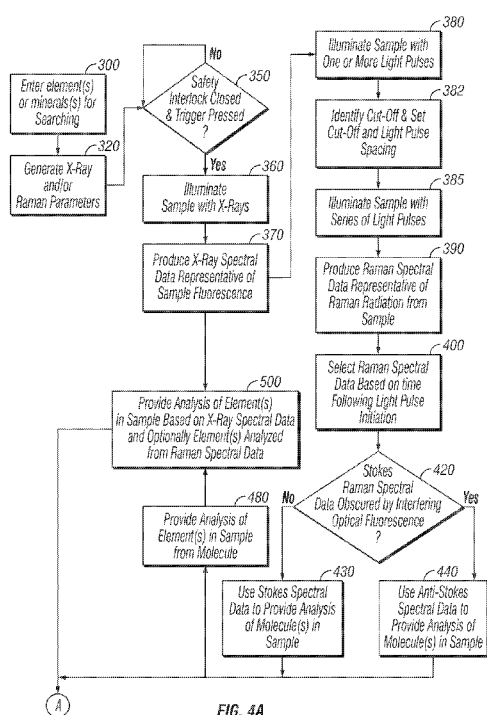 300
Enter element(s)
or minerals(s) for
Searching
320
Generate X-Ray
and/or
Raman Parameters
No
350
Safety
Interlock Closed
& Trigger Pressed
?
Yes
360
Illuminate
Sample with X-Rays
370
Produce X-Ray Spectral
Data Representative of
Sample Fluorescence
380
Illuminate Sample with
One or More Light Pulses
382
Identify Cut-Off & Set
Cut-Off and Light Pulse
Spacing
385
Illuminate Sample with
Series of Light Pulses
390
Produce Raman Spectral
Data Representative of
Raman Radiation from
Sample
400
Select Raman Spectral
Data Based on time
Following Light Pulse
Initiation
420
Stokes
Raman Spectral
Data Obscured by Interfering
Optical Fluorescence
?
No
Yes
430
Use Stokes Spectral
Data to Provide Analysis
of Molecule(s) in
Sample
440
Use Anti-Stokes
Spectral Data to
Provide Analysis of
Molecule(s) in Sample
480
Provide Analysis of
Element(s) in Sample
from Molecule
500
Provide Analysis of Element(s)
in Sample Based on X-Ray Spectral Data
and Optionally Element(s) Analyzed
from Raman Spectral Data
A
FIG. 4A